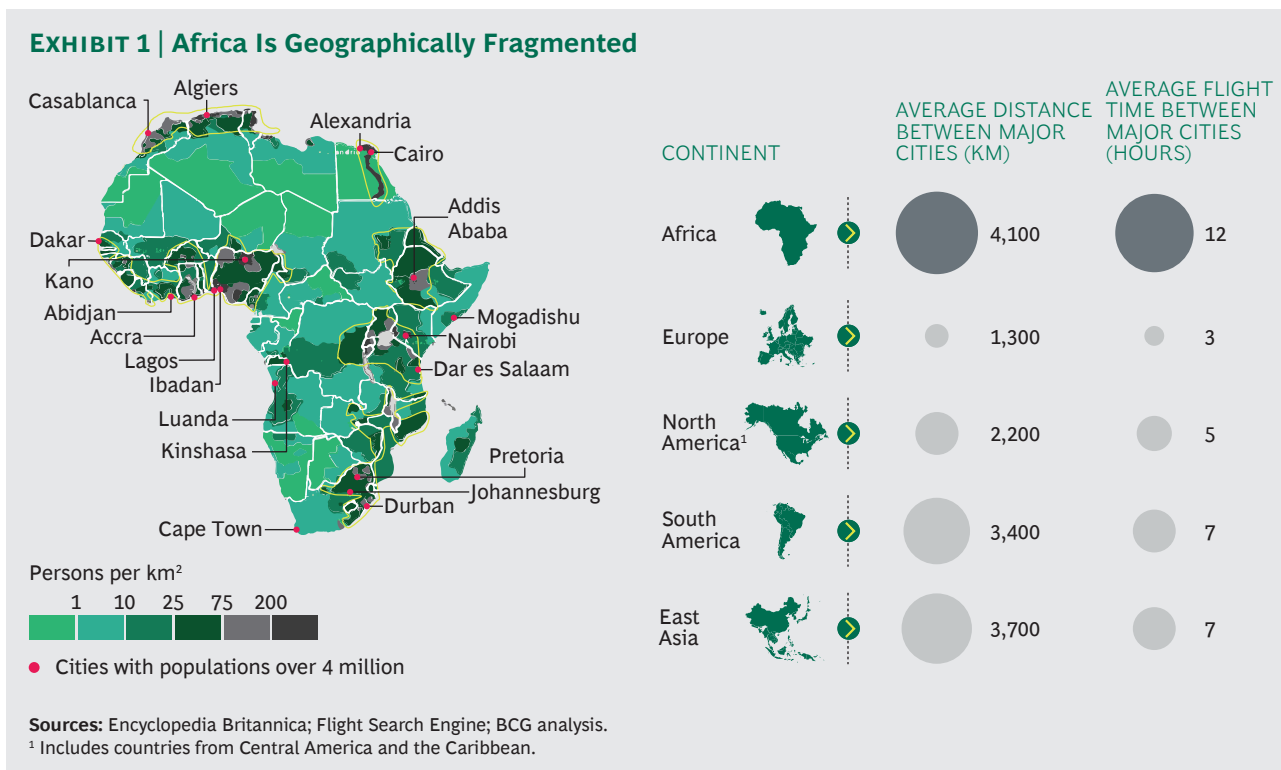 EXHIBIT 1 | Africa Is Geographically Fragmented
Casablanca
Algiers
Alexandria
Cairo
Addis
Ababa
Dakar
Kano
Abidjan
Accra
Lagos
Ibadan
Luanda
Kinshasa
Mogadishu
Nairobi
Dar es Salaam
Pretoria
Johannesburg
Durban
Cape Town
Persons per km²
1 10 25 75 200
Cities with populations over 4 million
CONTINENT
AVERAGE DISTANCE
BETWEEN MAJOR
CITIES (KM)
AVERAGE FLIGHT
TIME BETWEEN
MAJOR CITIES
(HOURS)
Africa 4,100 12
Europe 1,300 3
North
America¹ 2,200 5
South
America 3,400 7
East
Asia 3,700 7
Sources: Encyclopedia Britannica; Flight Search Engine; BCG analysis.
¹ Includes countries from Central America and the Caribbean.